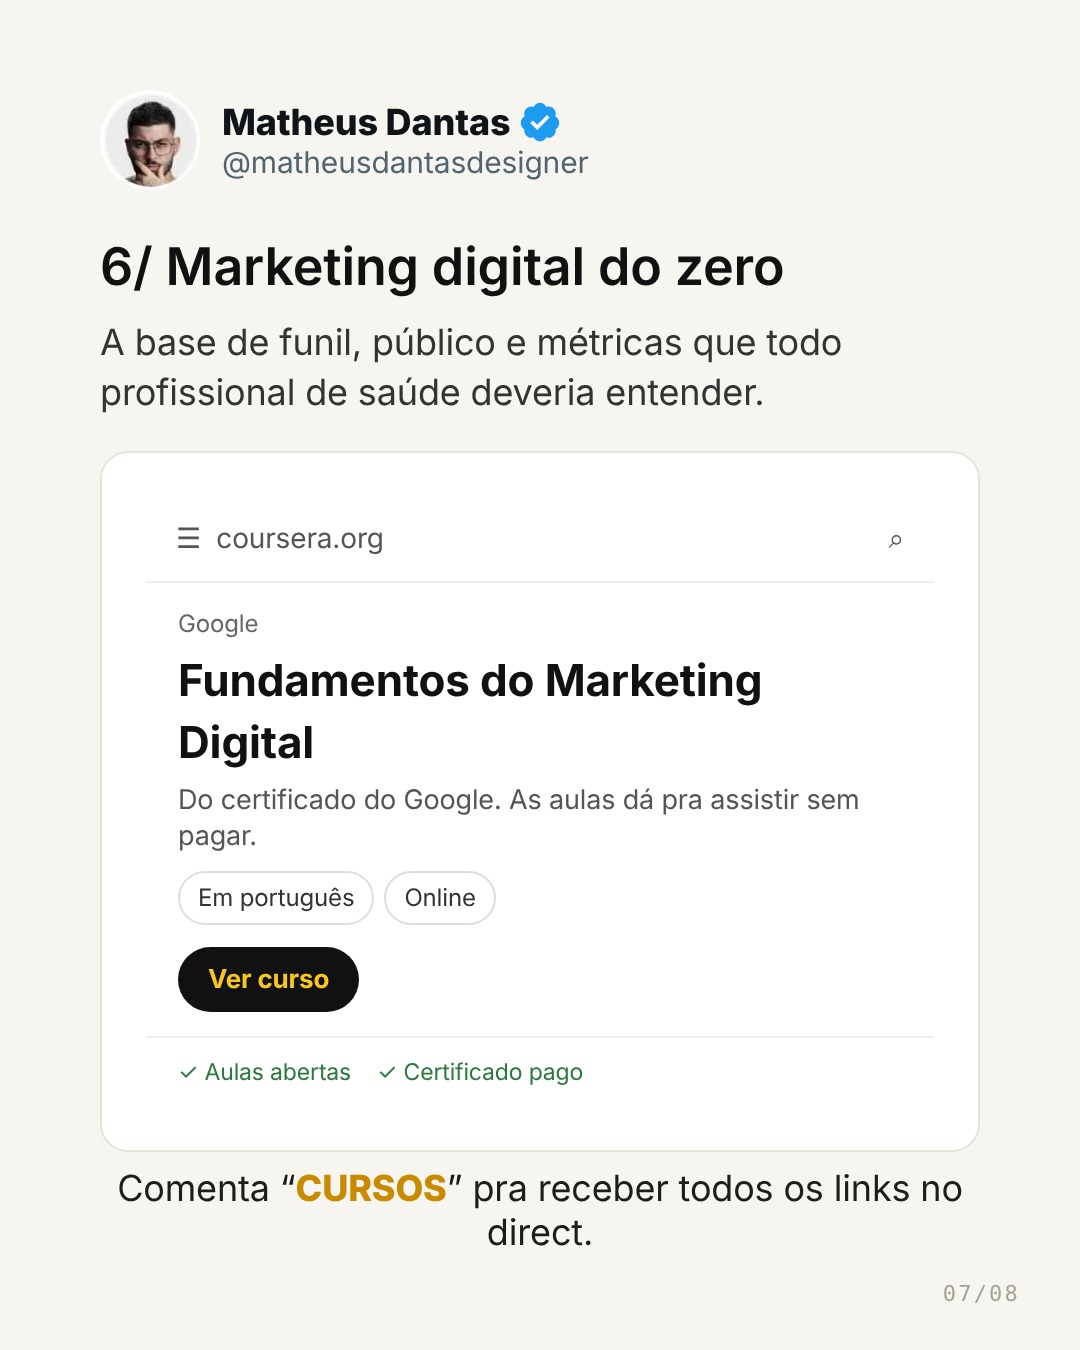 Matheus Dantas
@matheusdantasdesigner
6/ Marketing digital do zero
A base de funil, público e métricas que todo
profissional de saúde deveria entender.
☰ coursera.org
Google
Fundamentos do Marketing
Digital
Do certificado do Google. As aulas dá pra assistir sem
pagar.
Em português Online
Ver curso
✓ Aulas abertas ✓ Certificado pago
Comenta “CURSOS” pra receber todos os links no
direct.
07/08